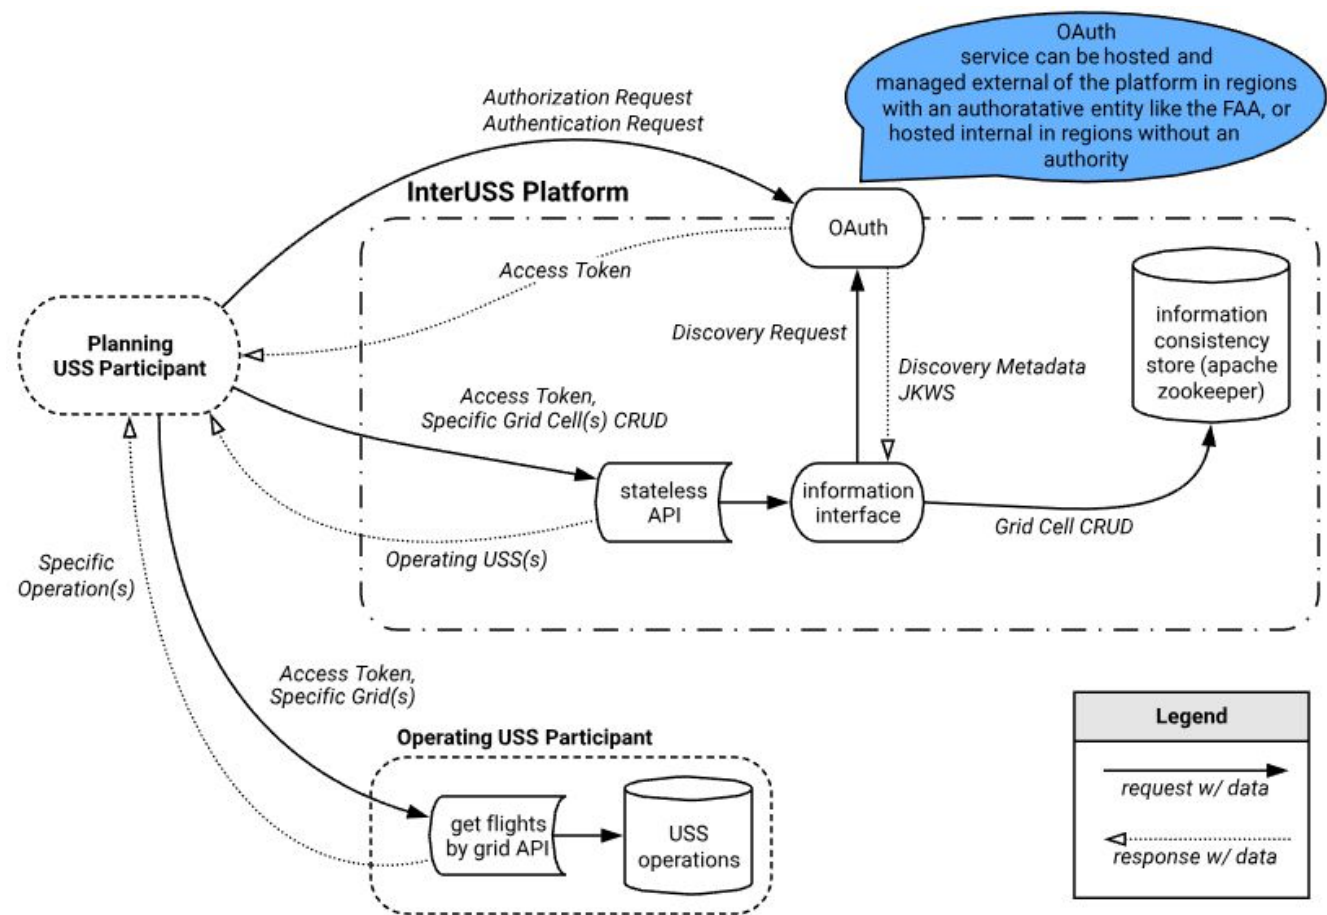 OAuth
service can be hosted and
managed external of the platform in regions
with an authoratative entity like the FAA, or
hosted internal in regions without an
authority
Authorization Request
Authentication Request
InterUSS Platform
OAuth
Access Token
Planning
USS Participant
Discovery Request
Discovery Metadata
JKWS
information
consistency
store (apache
zookeeper)
Access Token,
Specific Grid Cell(s) CRUD
stateless
API
information
interface
Grid Cell CRUD
Operating USS(s)
Specific
Operation(s)
Access Token,
Specific Grid(s)
Operating USS Participant
get flights
by grid API
USS
operations
Legend
request w/ data
response w/ data